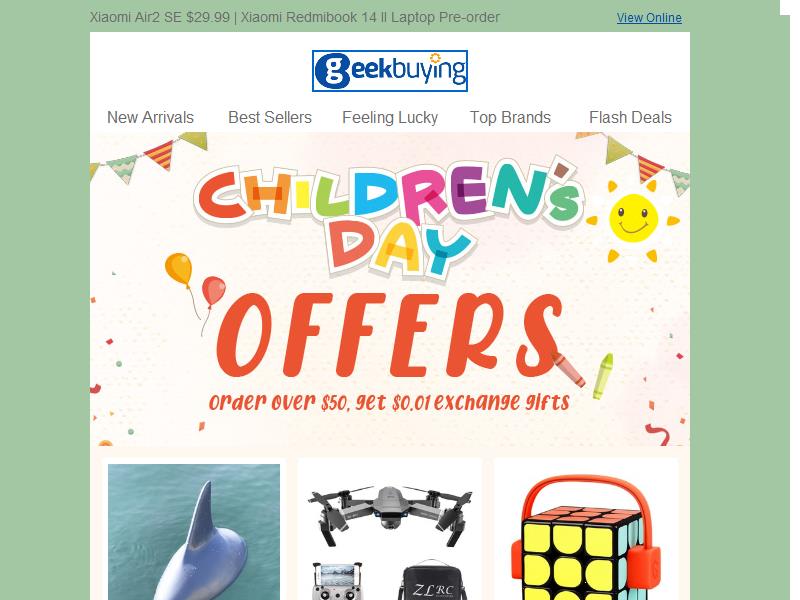 Xiaomi Air2 SE $29.99 | Xiaomi Redmibook 14 ll Laptop Pre-order
View Online
geekbuying
New Arrivals
Best Sellers
Feeling Lucky
Top Brands
Flash Deals
CHiLDREN's
DAY
OFFERS
order over $50, get $0.01 exchange gifts
ZLRC